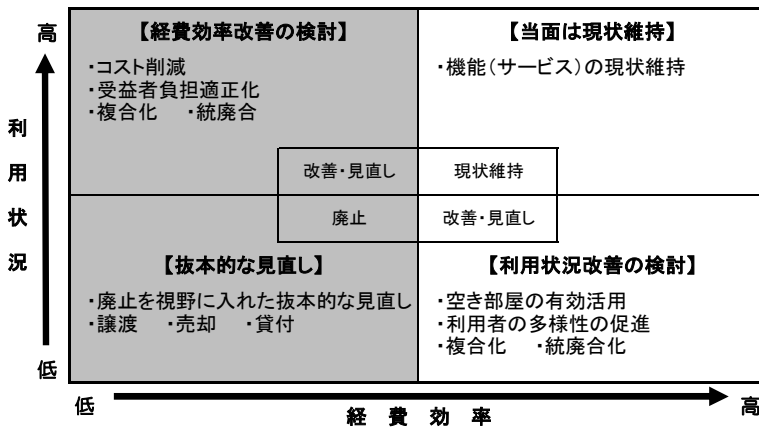 高
利
用
状
況
低
【経費効率改善の検討】
・コスト削減
・受益者負担適正化
・複合化　・統廃合
【当面は現状維持】
・機能(サービス)の現状維持
改善・見直し
現状維持
廃止
改善・見直し
【抜本的な見直し】
・廃止を視野に入れた抜本的な見直し
・譲渡　・売却　・貸付
【利用状況改善の検討】
・空き部屋の有効活用
・利用者の多様性の促進
・複合化　・統廃合化
低
経 費 効 率
高